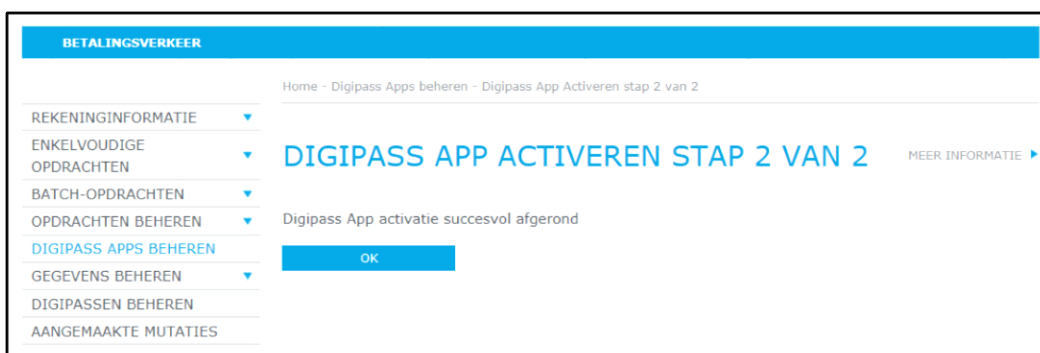 BETALINGSVERKEER
Home - Digipass Apps beheren - Digipass App Activeren stap 2 van 2
REKENINGINFORMATIE
ENKELVOUDIGE
OPDRACHTEN
BATCH-OPDRACHTEN
OPDRACHTEN BEHEREN
DIGIPASS APPS BEHEREN
GEGEVENS BEHEREN
DIGIPASSEN BEHEREN
AANGEMAAKTE MUTATIES
DIGIPASS APP ACTIVEREN STAP 2 VAN 2
MEER INFORMATIE
Digipass App activatie succesvol afgerond
OK